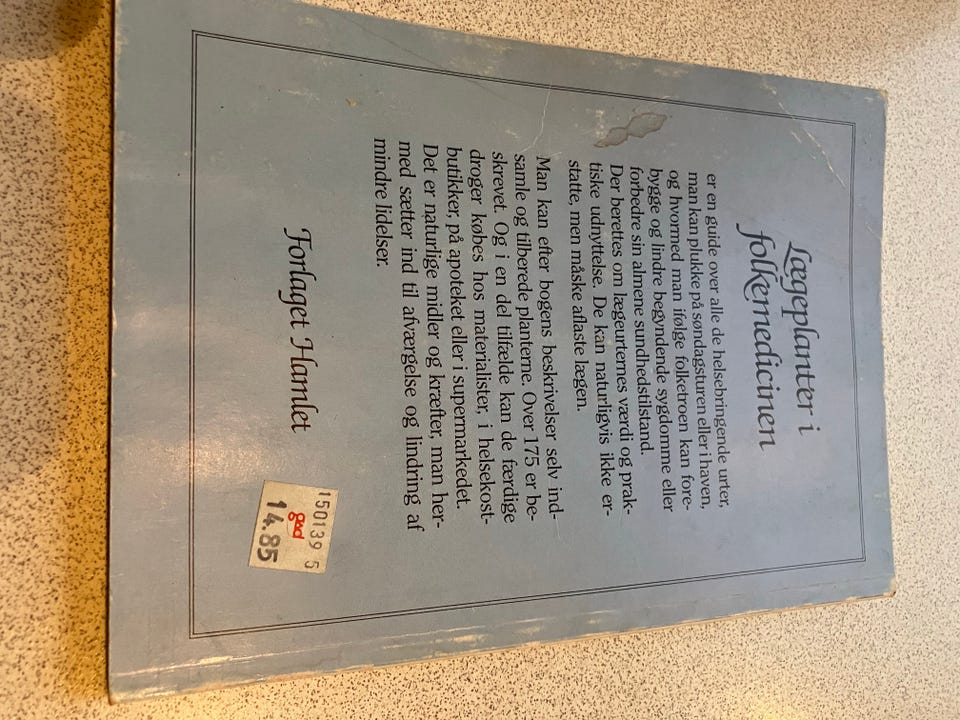 Lægeplanter i
folkemedicinen
er en guide over alle de helsebringende urter,
man kan plukke på søndagsturen eller i haven,
og hvormed man ifølge folketroen kan fore-
bygge og lindre begyndende sygdomme eller
forbedre sin almene sundhedstilstand.
Der berettes om lægeurternes værdi og prak-
tiske udnyttelse. De kan naturligvis ikke er-
statte, men måske aflaste lægen.
Man kan efter bogens beskrivelser selv ind-
samle og tilberede planterne. Over 175 er be-
skrevet. Og i en del tilfælde kan de færdige
droger købes hos materialister, i helsekost-
butikker, på apoteket eller i supermarkedet.
Det er naturlige midler og kræfter, man her-
med sætter ind til afværgelse og lindring af
mindre lidelser.
Forlaget Hamlet
150139 5
gad
14.85